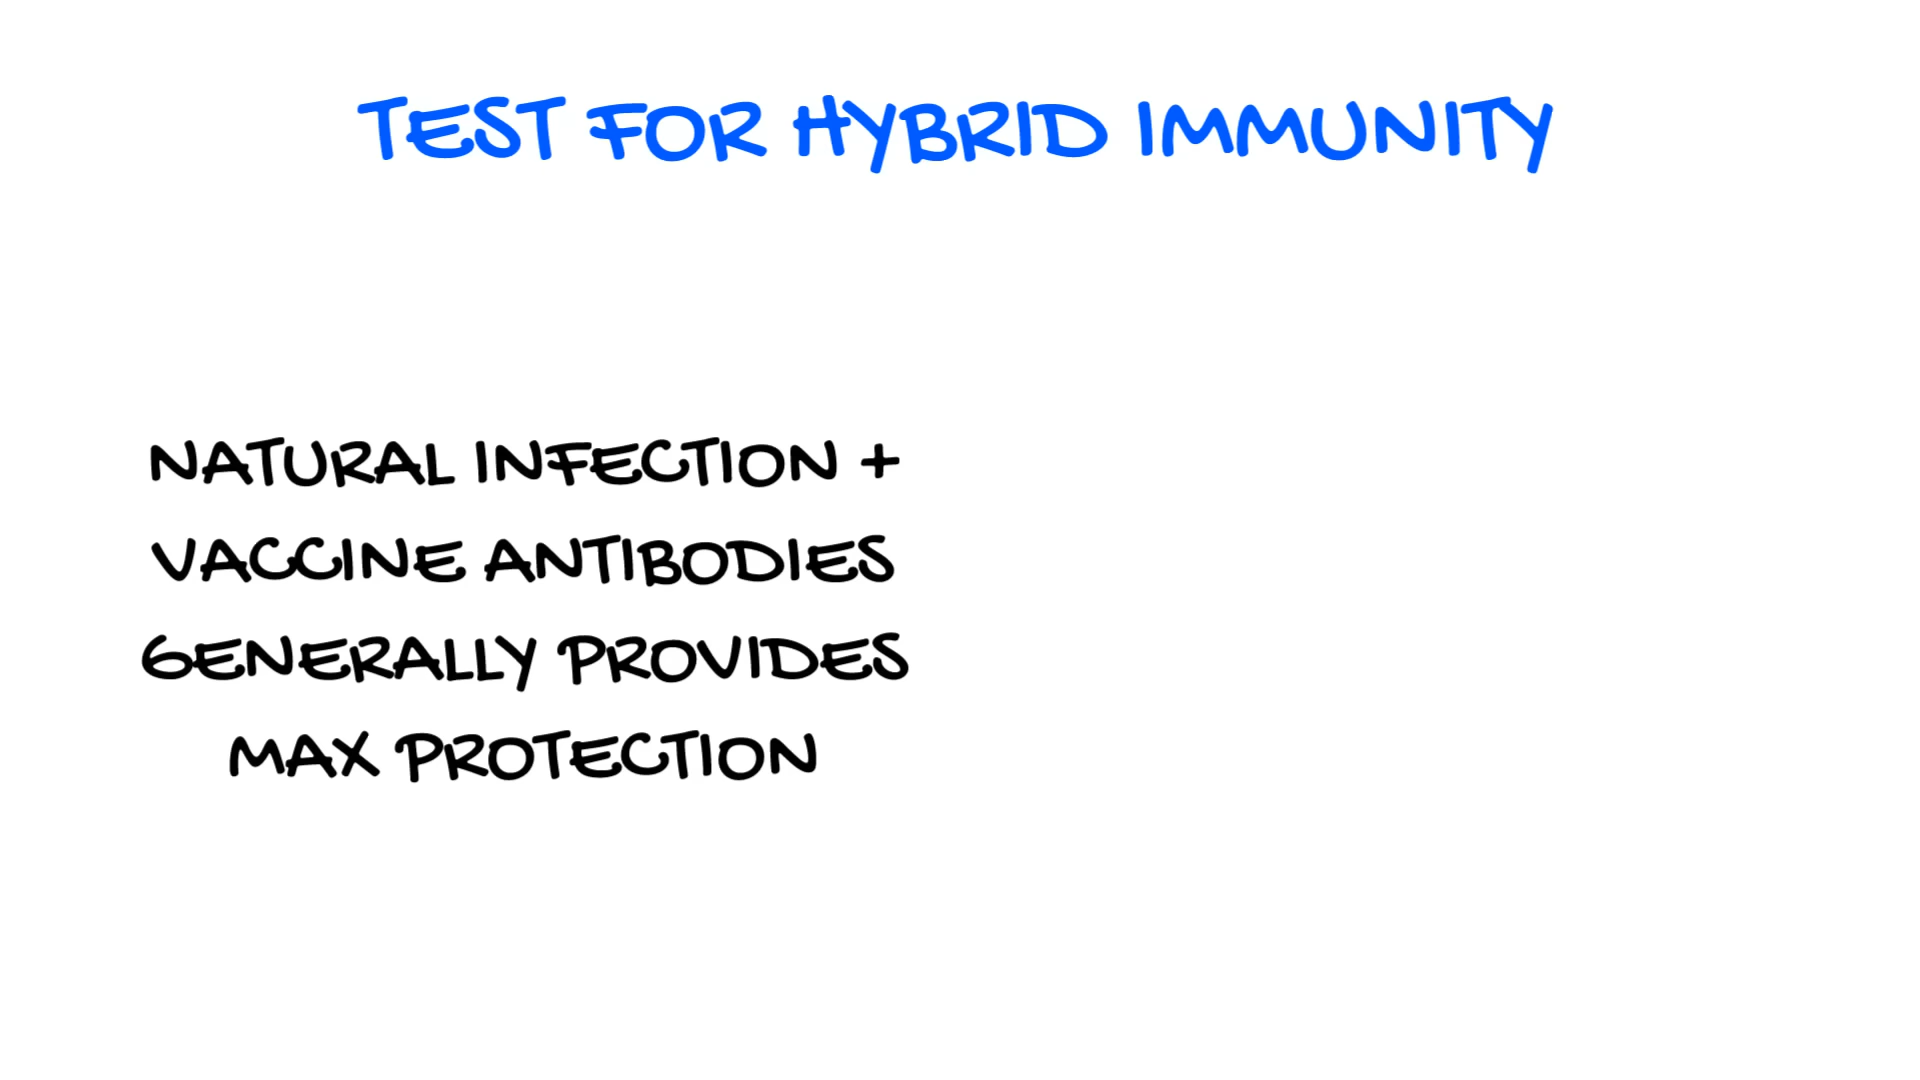 TEST FOR HYBRID IMMUNITY
NATURAL INFECTION +
VACCINE ANTIBODIES
GENERALLY PROVIDES
MAX PROTECTION